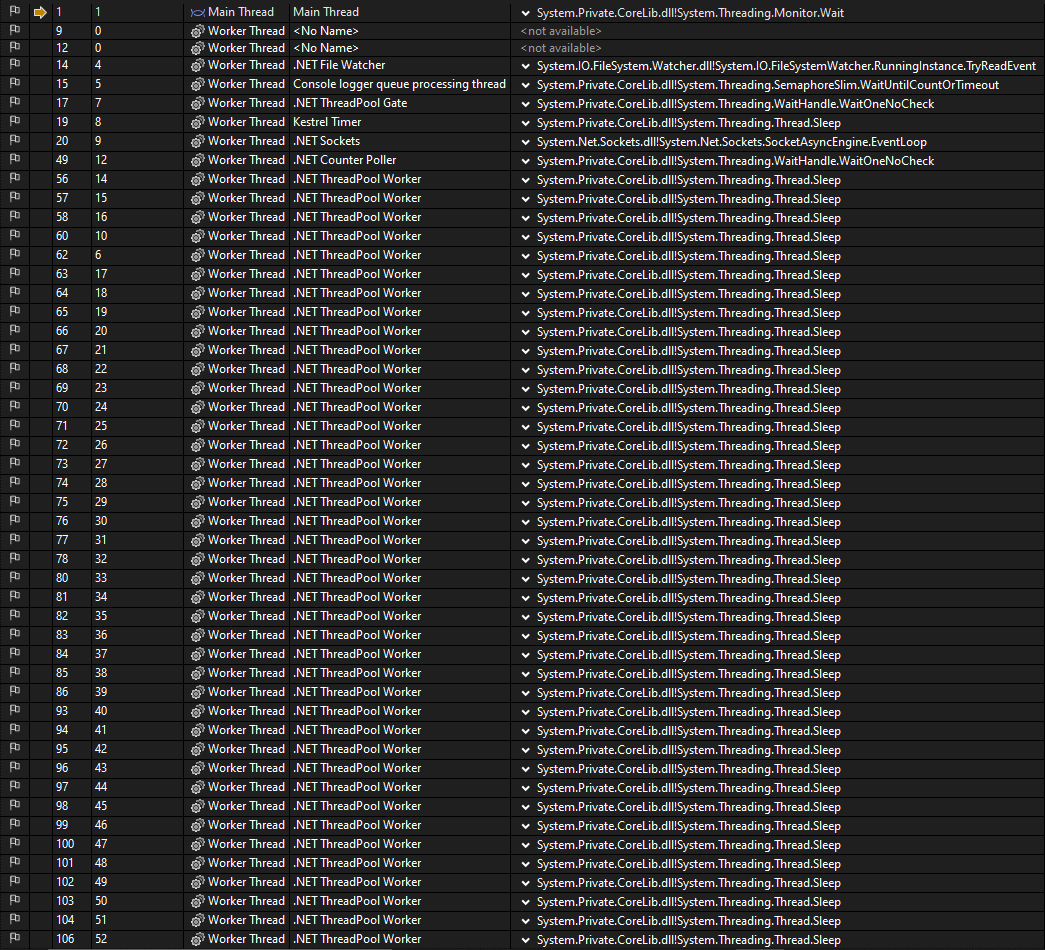 1 1 Main Thread Main Thread System.Private.CoreLib.dll!System.Threading.Monitor.Wait
9 0 Worker Thread <No Name> <not available>
12 0 Worker Thread <No Name> <not available>
14 4 Worker Thread .NET File Watcher System.IO.FileSystem.Watcher.dll!System.IO.FileSystemWatcher.RunningInstance.TryReadEvent
15 5 Worker Thread Console logger queue processing thread System.Private.CoreLib.dll!System.Threading.SemaphoreSlim.WaitUntilCountOrTimeout
17 7 Worker Thread .NET ThreadPool Gate System.Private.CoreLib.dll!System.Threading.WaitHandle.WaitOneNoCheck
19 8 Worker Thread Kestrel Timer System.Private.CoreLib.dll!System.Threading.Thread.Sleep
20 9 Worker Thread .NET Sockets System.Net.Sockets.dll!System.Net.Sockets.SocketAsyncEngine.EventLoop
49 12 Worker Thread .NET Counter Poller System.Private.CoreLib.dll!System.Threading.WaitHandle.WaitOneNoCheck
56 14 Worker Thread .NET ThreadPool Worker System.Private.CoreLib.dll!System.Threading.Thread.Sleep
57 15 Worker Thread .NET ThreadPool Worker System.Private.CoreLib.dll!System.Threading.Thread.Sleep
58 16 Worker Thread .NET ThreadPool Worker System.Private.CoreLib.dll!System.Threading.Thread.Sleep
60 10 Worker Thread .NET ThreadPool Worker System.Private.CoreLib.dll!System.Threading.Thread.Sleep
62 6 Worker Thread .NET ThreadPool Worker System.Private.CoreLib.dll!System.Threading.Thread.Sleep
63 17 Worker Thread .NET ThreadPool Worker System.Private.CoreLib.dll!System.Threading.Thread.Sleep
64 18 Worker Thread .NET ThreadPool Worker System.Private.CoreLib.dll!System.Threading.Thread.Sleep
65 19 Worker Thread .NET ThreadPool Worker System.Private.CoreLib.dll!System.Threading.Thread.Sleep
66 20 Worker Thread .NET ThreadPool Worker System.Private.CoreLib.dll!System.Threading.Thread.Sleep
67 21 Worker Thread .NET ThreadPool Worker System.Private.CoreLib.dll!System.Threading.Thread.Sleep
68 22 Worker Thread .NET ThreadPool Worker System.Private.CoreLib.dll!System.Threading.Thread.Sleep
69 23 Worker Thread .NET ThreadPool Worker System.Private.CoreLib.dll!System.Threading.Thread.Sleep
70 24 Worker Thread .NET ThreadPool Worker System.Private.CoreLib.dll!System.Threading.Thread.Sleep
71 25 Worker Thread .NET ThreadPool Worker System.Private.CoreLib.dll!System.Threading.Thread.Sleep
72 26 Worker Thread .NET ThreadPool Worker System.Private.CoreLib.dll!System.Threading.Thread.Sleep
73 27 Worker Thread .NET ThreadPool Worker System.Private.CoreLib.dll!System.Threading.Thread.Sleep
74 28 Worker Thread .NET ThreadPool Worker System.Private.CoreLib.dll!System.Threading.Thread.Sleep
75 29 Worker Thread .NET ThreadPool Worker System.Private.CoreLib.dll!System.Threading.Thread.Sleep
76 30 Worker Thread .NET ThreadPool Worker System.Private.CoreLib.dll!System.Threading.Thread.Sleep
77 31 Worker Thread .NET ThreadPool Worker System.Private.CoreLib.dll!System.Threading.Thread.Sleep
78 32 Worker Thread .NET ThreadPool Worker System.Private.CoreLib.dll!System.Threading.Thread.Sleep
80 33 Worker Thread .NET ThreadPool Worker System.Private.CoreLib.dll!System.Threading.Thread.Sleep
81 34 Worker Thread .NET ThreadPool Worker System.Private.CoreLib.dll!System.Threading.Thread.Sleep
82 35 Worker Thread .NET ThreadPool Worker System.Private.CoreLib.dll!System.Threading.Thread.Sleep
83 36 Worker Thread .NET ThreadPool Worker System.Private.CoreLib.dll!System.Threading.Thread.Sleep
84 37 Worker Thread .NET ThreadPool Worker System.Private.CoreLib.dll!System.Threading.Thread.Sleep
85 38 Worker Thread .NET ThreadPool Worker System.Private.CoreLib.dll!System.Threading.Thread.Sleep
86 39 Worker Thread .NET ThreadPool Worker System.Private.CoreLib.dll!System.Threading.Thread.Sleep
93 40 Worker Thread .NET ThreadPool Worker System.Private.CoreLib.dll!System.Threading.Thread.Sleep
94 41 Worker Thread .NET ThreadPool Worker System.Private.CoreLib.dll!System.Threading.Thread.Sleep
95 42 Worker Thread .NET ThreadPool Worker System.Private.CoreLib.dll!System.Threading.Thread.Sleep
96 43 Worker Thread .NET ThreadPool Worker System.Private.CoreLib.dll!System.Threading.Thread.Sleep
97 44 Worker Thread .NET ThreadPool Worker System.Private.CoreLib.dll!System.Threading.Thread.Sleep
98 45 Worker Thread .NET ThreadPool Worker System.Private.CoreLib.dll!System.Threading.Thread.Sleep
99 46 Worker Thread .NET ThreadPool Worker System.Private.CoreLib.dll!System.Threading.Thread.Sleep
100 47 Worker Thread .NET ThreadPool Worker System.Private.CoreLib.dll!System.Threading.Thread.Sleep
101 48 Worker Thread .NET ThreadPool Worker System.Private.CoreLib.dll!System.Threading.Thread.Sleep
102 49 Worker Thread .NET ThreadPool Worker System.Private.CoreLib.dll!System.Threading.Thread.Sleep
103 50 Worker Thread .NET ThreadPool Worker System.Private.CoreLib.dll!System.Threading.Thread.Sleep
104 51 Worker Thread .NET ThreadPool Worker System.Private.CoreLib.dll!System.Threading.Thread.Sleep
106 52 Worker Thread .NET ThreadPool Worker System.Private.CoreLib.dll!System.Threading.Thread.Sleep